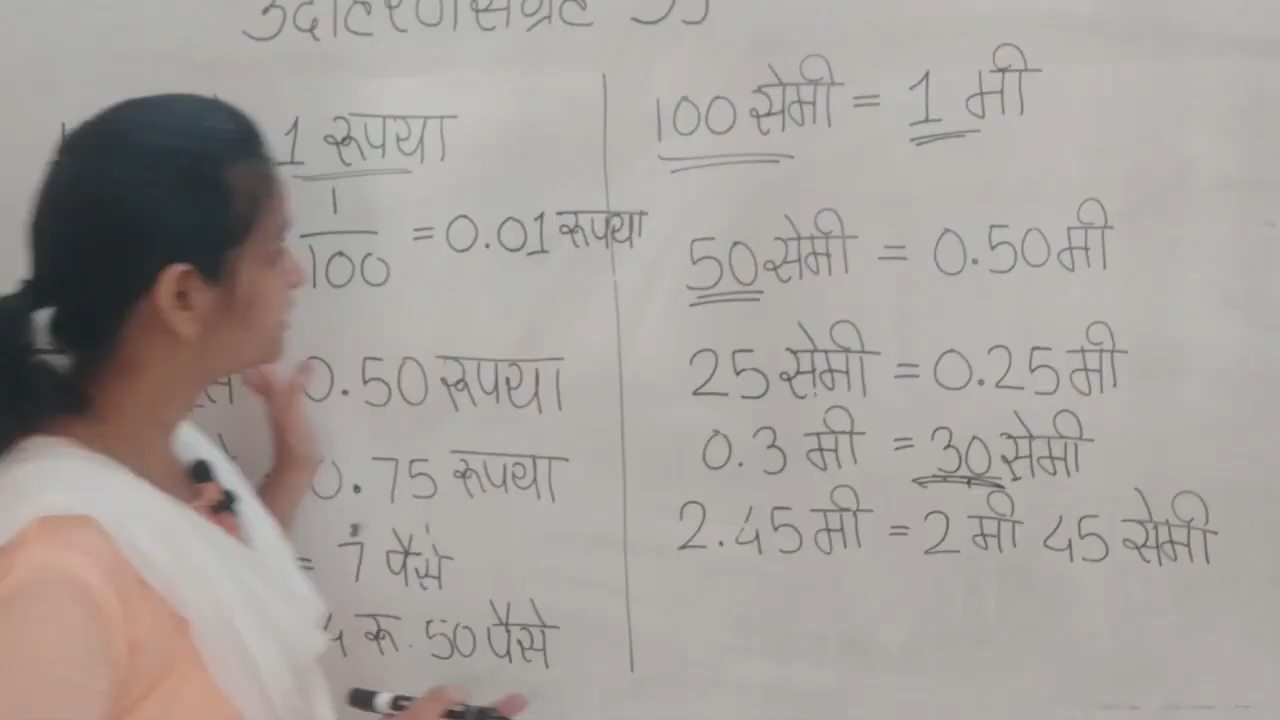 उदाहरणसंग्रह
1 रूपया
1/100 = 0.01 रूपया
0.50 रूपया
0.75 रूपया
= 7 पैसे
4 रू. 50 पैसे
100 सेमी = 1 मी
50 सेमी = 0.50 मी
25 सेमी = 0.25 मी
0.3 मी = 30 सेमी
2.45 मी = 2 मी 45 सेमी